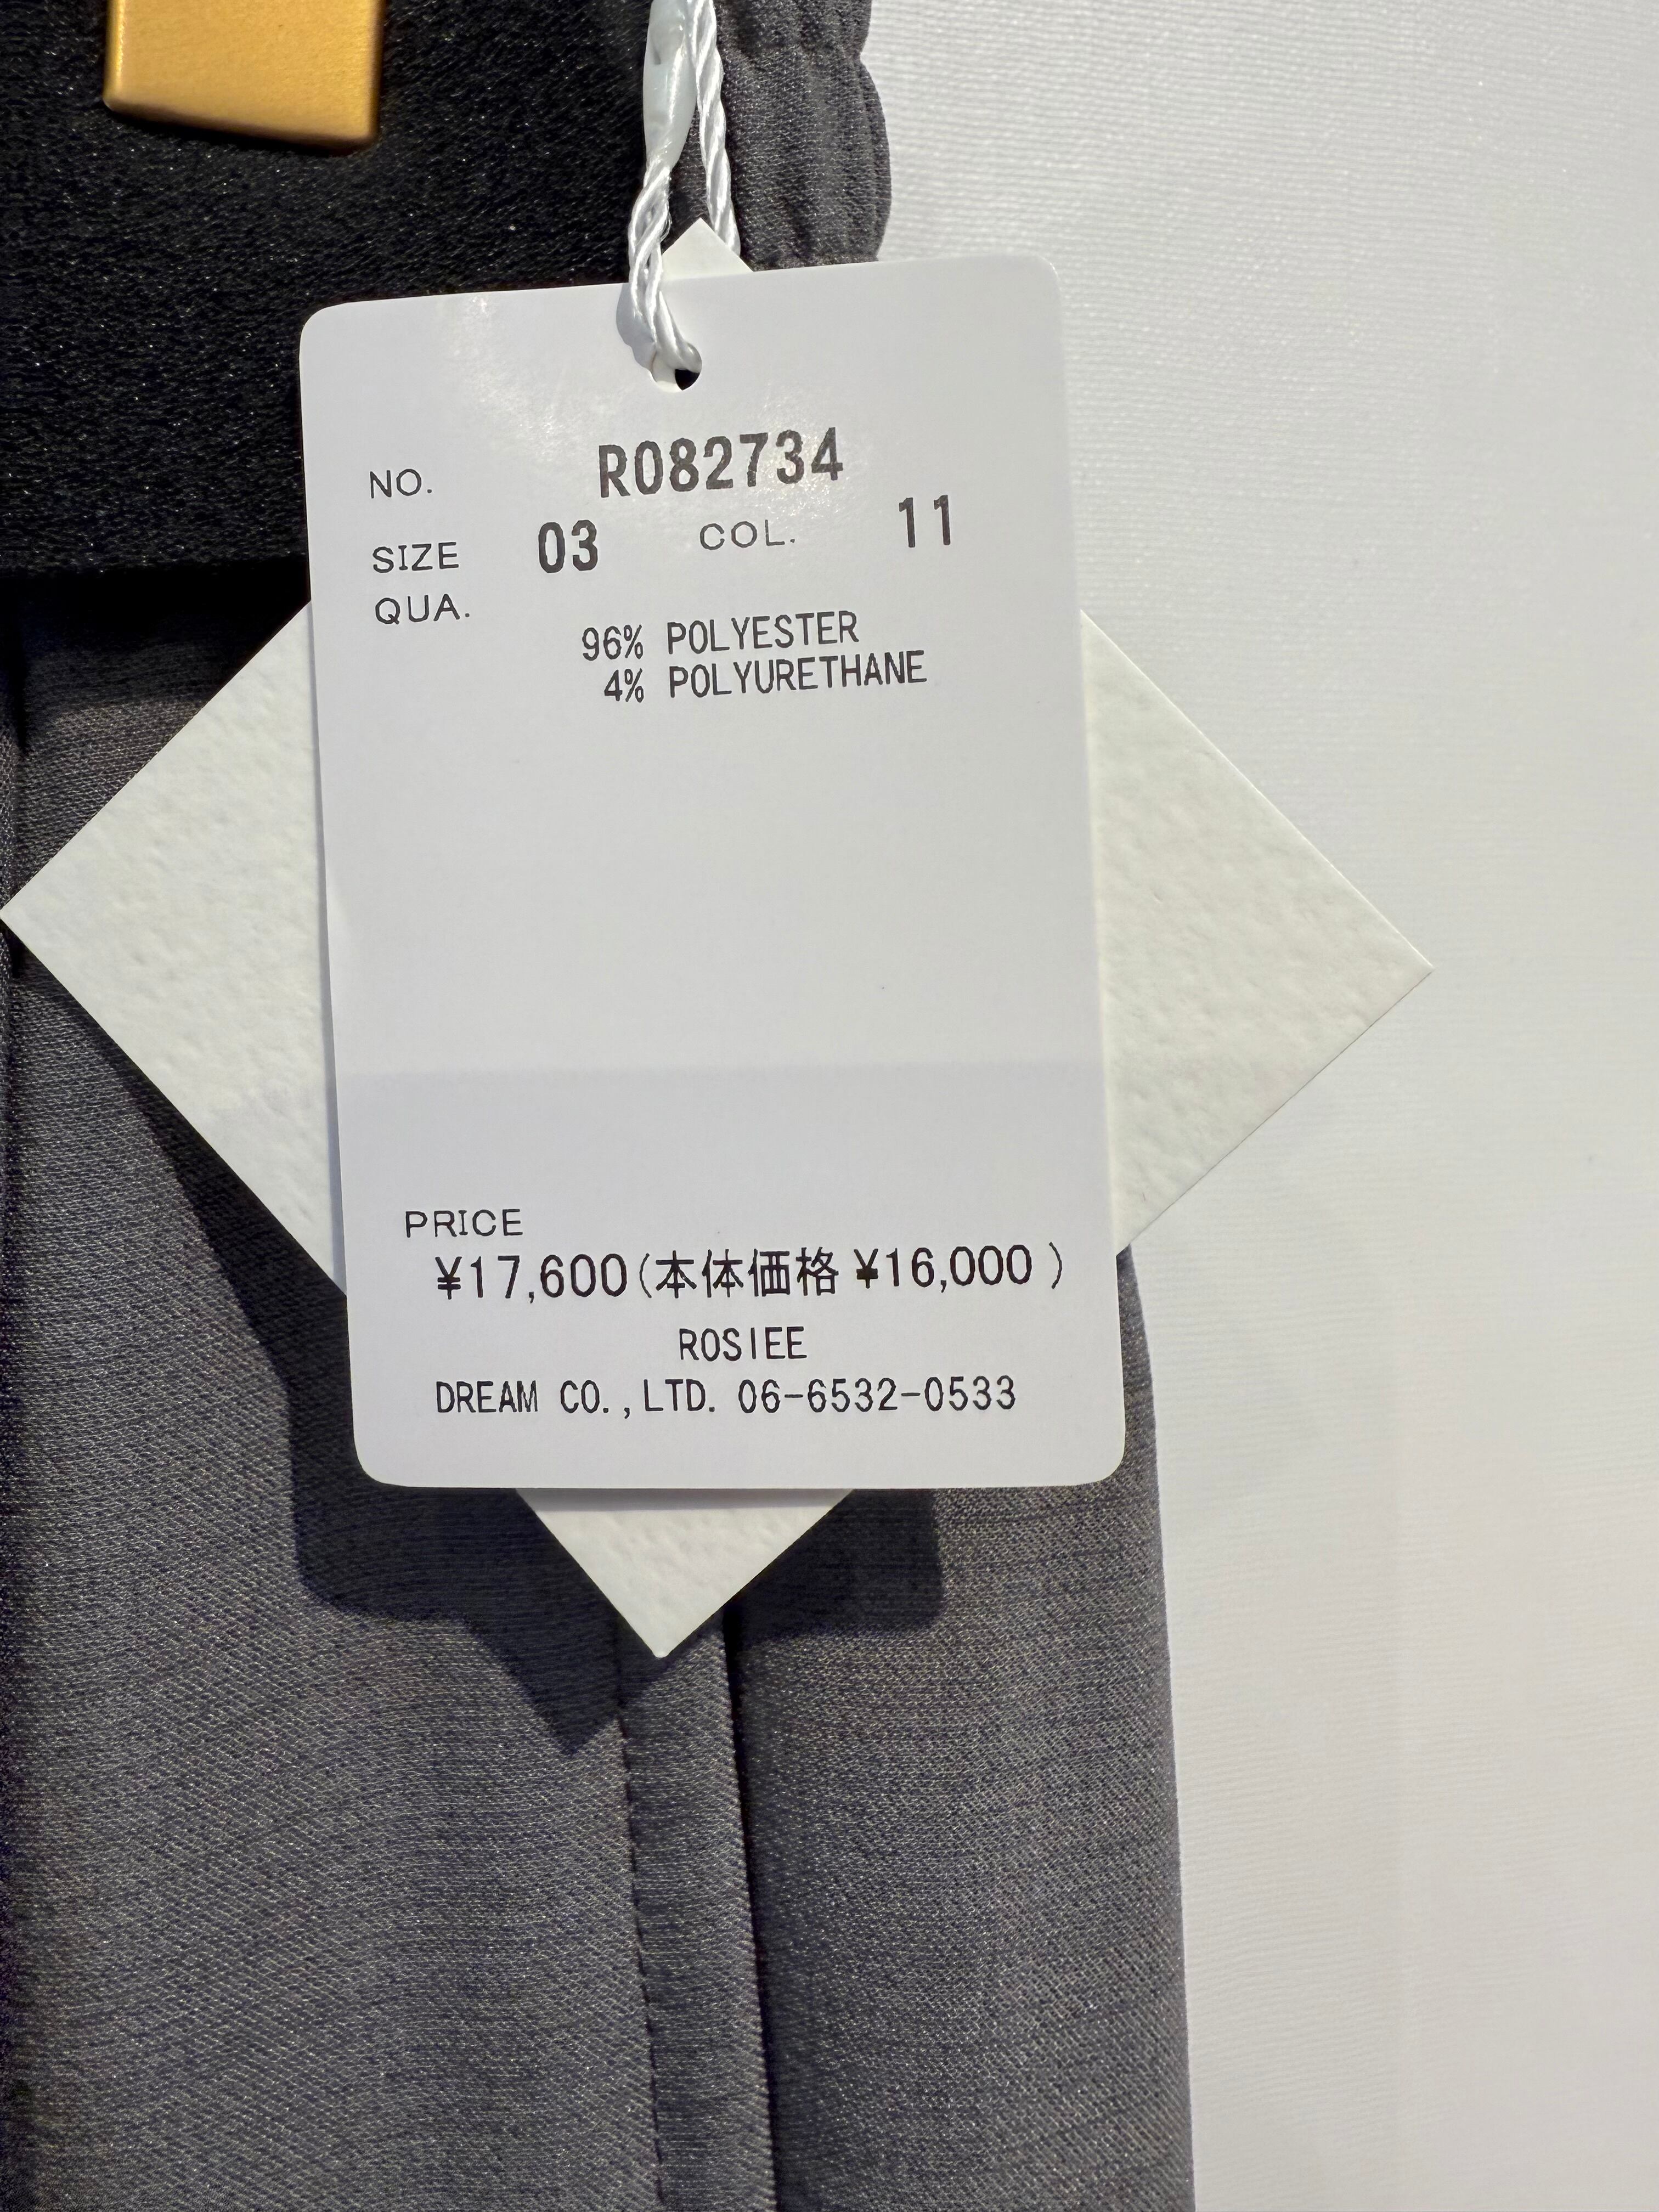 NO. R082734
SIZE 03 COL. 11
QUA.
96% POLYESTER
4% POLYURETHANE
PRICE
¥17,600(本体価格 ¥16,000 )
ROSIEE
DREAM CO.,LTD. 06-6532-0533